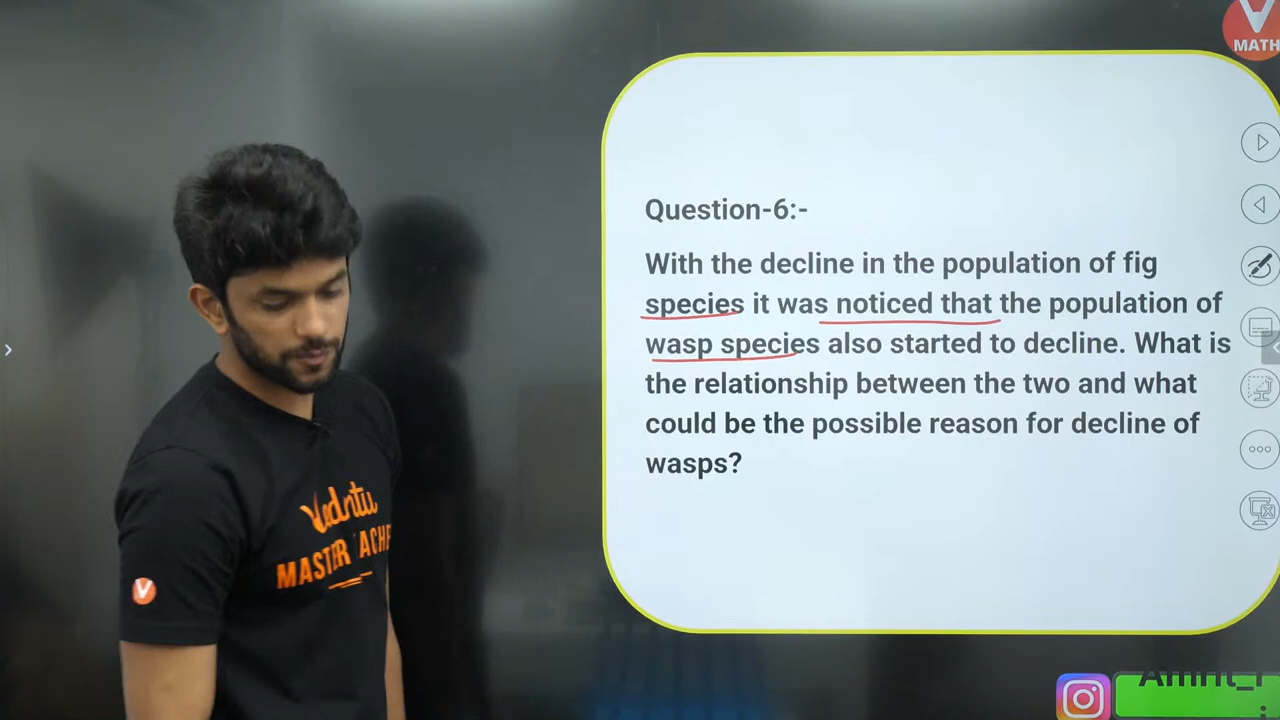 V
MATH
Question-6:-
With the decline in the population of fig
species it was noticed that the population of
wasp species also started to decline. What is
the relationship between the two and what
could be the possible reason for decline of
wasps?
Vedantu
MASTER
V